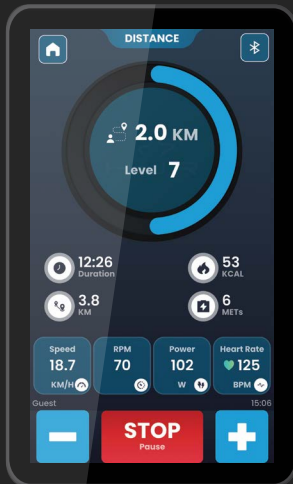 DISTANCE
2.0 KM
Level 7
12:26
Duration
53
KCAL
3.8
KM
6
METs
Speed
18.7
KM/H
RPM
70
Power
102
W
Heart Rate
125
BPM
Guest
15:06
STOP
Pause